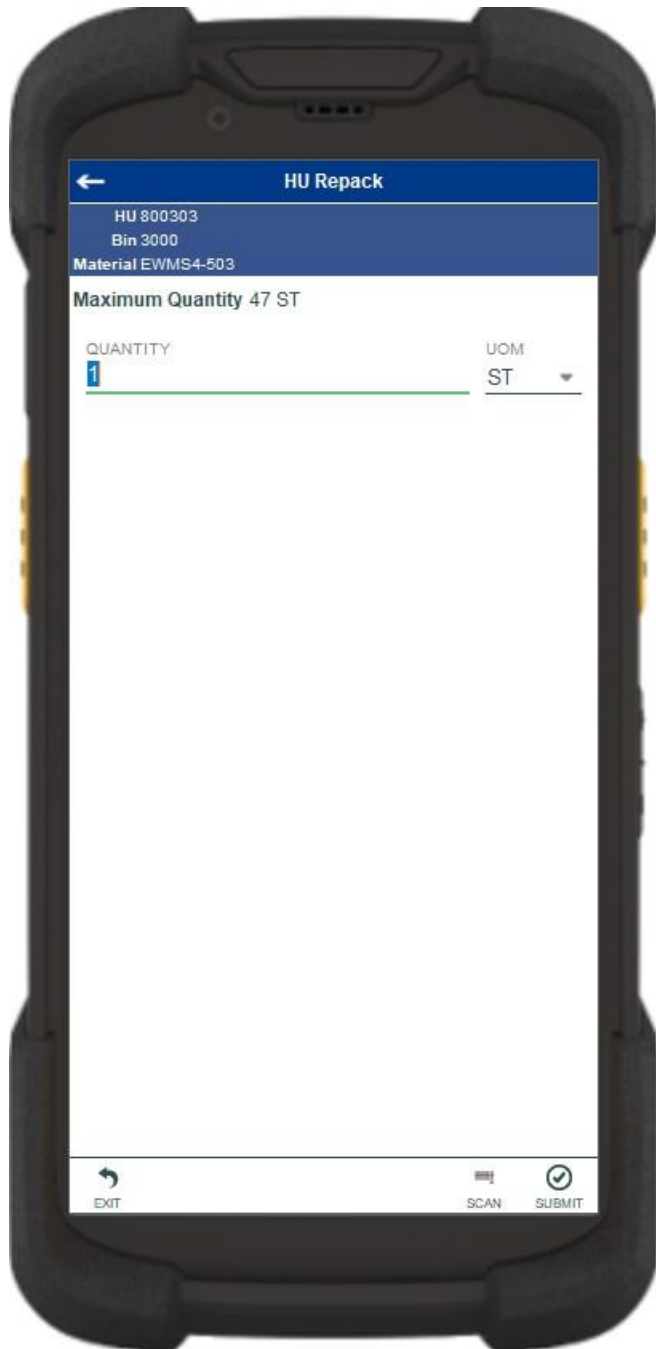 HU Repack
HU 800303
Bin 3000
Material EWMS4-503
Maximum Quantity 47 ST
QUANTITY UOM
1 ST
EXIT SCAN SUBMIT